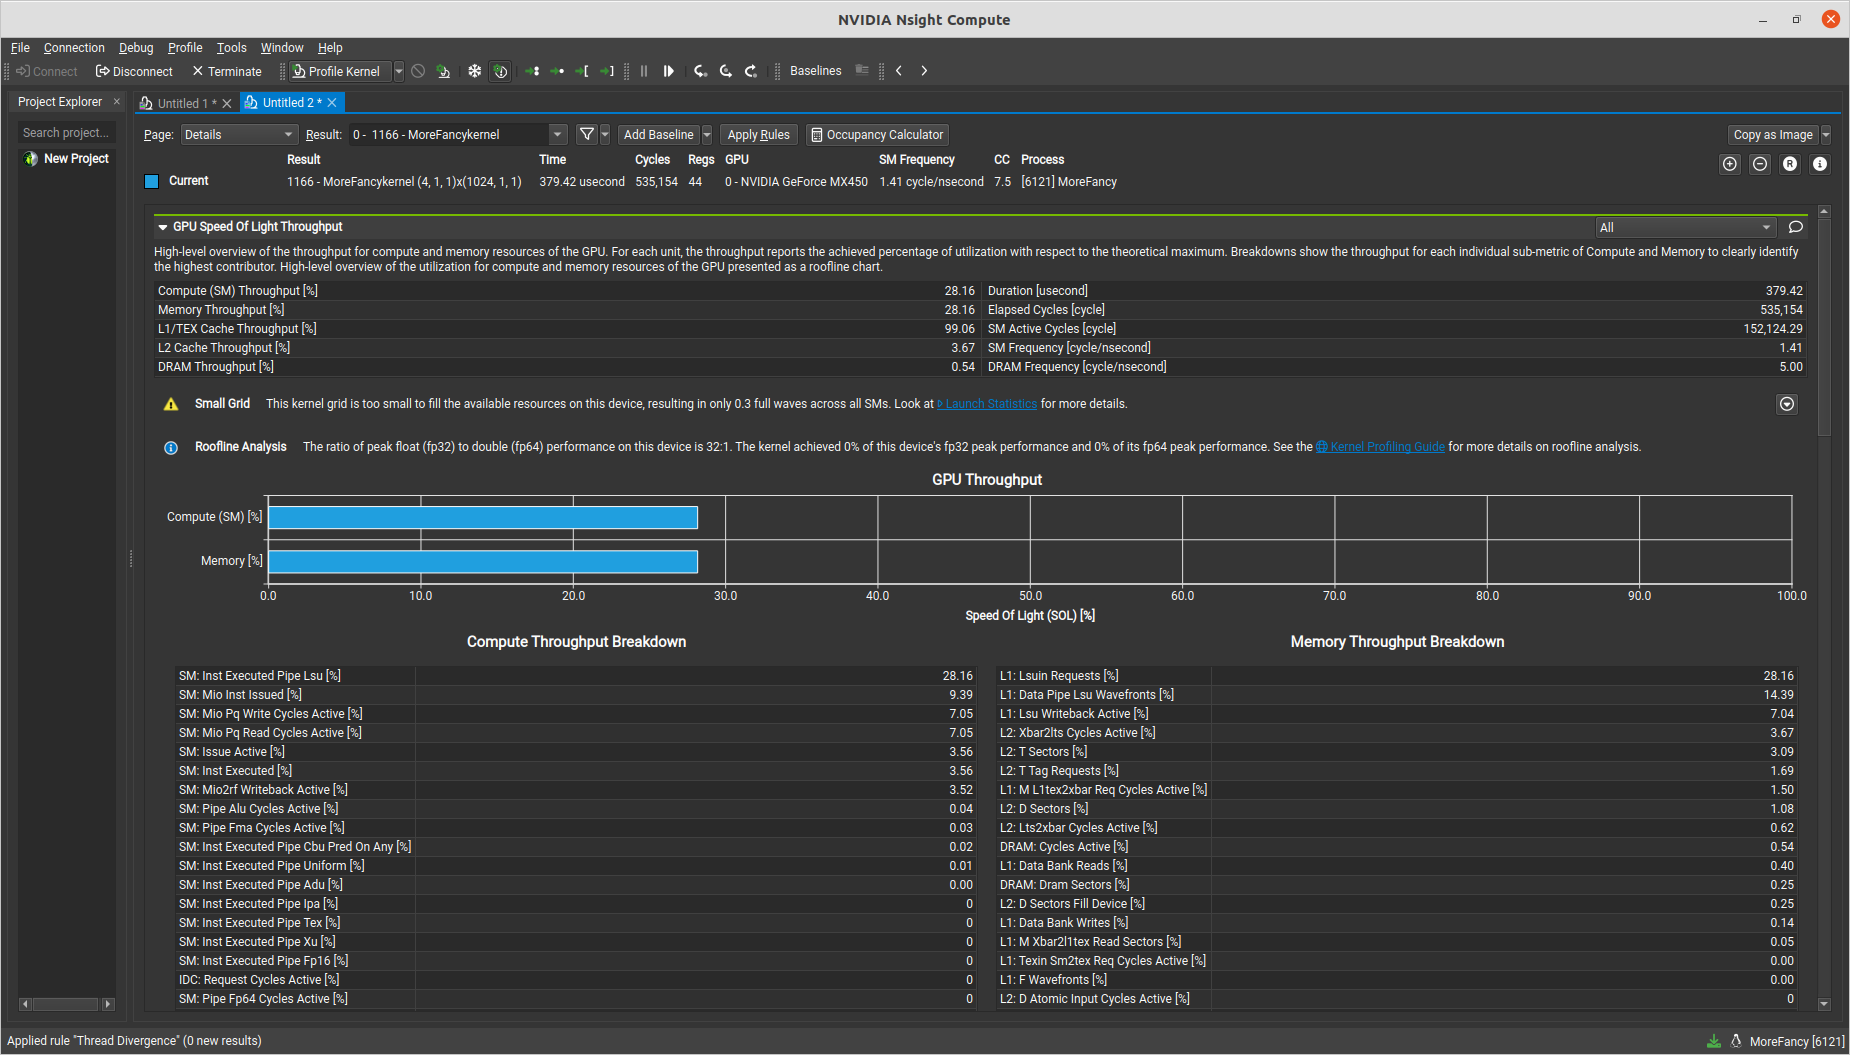 NVIDIA Nsight Compute
File Connection Debug Profile Tools Window Help
Connect Disconnect Terminate Profile Kernel Baselines
Project Explorer
Untitled 1 * Untitled 2 *
Search project...
New Project
Page: Details Result: 0 - 1166 - MoreFancykernel Add Baseline Apply Rules Occupancy Calculator Copy as Image
Result Time Cycles Regs GPU SM Frequency CC Process
Current 1166 - MoreFancykernel (4, 1, 1)x(1024, 1, 1) 379.42 usecond 535,154 44 0 - NVIDIA GeForce MX450 1.41 cycle/nsecond 7.5 [6121] MoreFancy
GPU Speed Of Light Throughput All
High-level overview of the throughput for compute and memory resources of the GPU. For each unit, the throughput reports the achieved percentage of utilization with respect to the theoretical maximum. Breakdowns show the throughput for each individual sub-metric of Compute and Memory to clearly identify
the highest contributor. High-level overview of the utilization for compute and memory resources of the GPU presented as a roofline chart.
Compute (SM) Throughput [%] 28.16 Duration [usecond] 379.42
Memory Throughput [%] 28.16 Elapsed Cycles [cycle] 535,154
L1/TEX Cache Throughput [%] 99.06 SM Active Cycles [cycle] 152,124.29
L2 Cache Throughput [%] 3.67 SM Frequency [cycle/nsecond] 1.41
DRAM Throughput [%] 0.54 DRAM Frequency [cycle/nsecond] 5.00
Small Grid This kernel grid is too small to fill the available resources on this device, resulting in only 0.3 full waves across all SMs. Look at Launch Statistics for more details.
Roofline Analysis The ratio of peak float (fp32) to double (fp64) performance on this device is 32:1. The kernel achieved 0% of this device's fp32 peak performance and 0% of its fp64 peak performance. See the Kernel Profiling Guide for more details on roofline analysis.
GPU Throughput
Compute (SM) [%]
Memory [%]
0.0 10.0 20.0 30.0 40.0 50.0 60.0 70.0 80.0 90.0 100.0
Speed Of Light (SOL) [%]
Compute Throughput Breakdown Memory Throughput Breakdown
SM: Inst Executed Pipe Lsu [%] 28.16 L1: Lsuin Requests [%] 28.16
SM: Mio Inst Issued [%] 9.39 L1: Data Pipe Lsu Wavefronts [%] 14.39
SM: Mio Pq Write Cycles Active [%] 7.05 L1: Lsu Writeback Active [%] 7.04
SM: Mio Pq Read Cycles Active [%] 7.05 L2: Xbar2lts Cycles Active [%] 3.67
SM: Issue Active [%] 3.56 L2: T Sectors [%] 3.09
SM: Inst Executed [%] 3.56 L2: T Tag Requests [%] 1.69
SM: Mio2rf Writeback Active [%] 3.52 L1: M L1tex2xbar Req Cycles Active [%] 1.50
SM: Pipe Alu Cycles Active [%] 0.04 L2: D Sectors [%] 1.08
SM: Pipe Fma Cycles Active [%] 0.03 L2: Lts2xbar Cycles Active [%] 0.62
SM: Inst Executed Pipe Cbu Pred On Any [%] 0.02 DRAM: Cycles Active [%] 0.54
SM: Inst Executed Pipe Uniform [%] 0.01 L1: Data Bank Reads [%] 0.40
SM: Inst Executed Pipe Adu [%] 0.00 DRAM: Dram Sectors [%] 0.25
SM: Inst Executed Pipe Ipa [%] 0 L2: D Sectors Fill Device [%] 0.25
SM: Inst Executed Pipe Tex [%] 0 L1: Data Bank Writes [%] 0.14
SM: Inst Executed Pipe Xu [%] 0 L1: M Xbar2l1tex Read Sectors [%] 0.05
SM: Inst Executed Pipe Fp16 [%] 0 L1: Texin Sm2tex Req Cycles Active [%] 0.00
IDC: Request Cycles Active [%] 0 L1: F Wavefronts [%] 0.00
SM: Pipe Fp64 Cycles Active [%] 0 L2: D Atomic Input Cycles Active [%] 0
Applied rule "Thread Divergence" (0 new results) MoreFancy [6121]